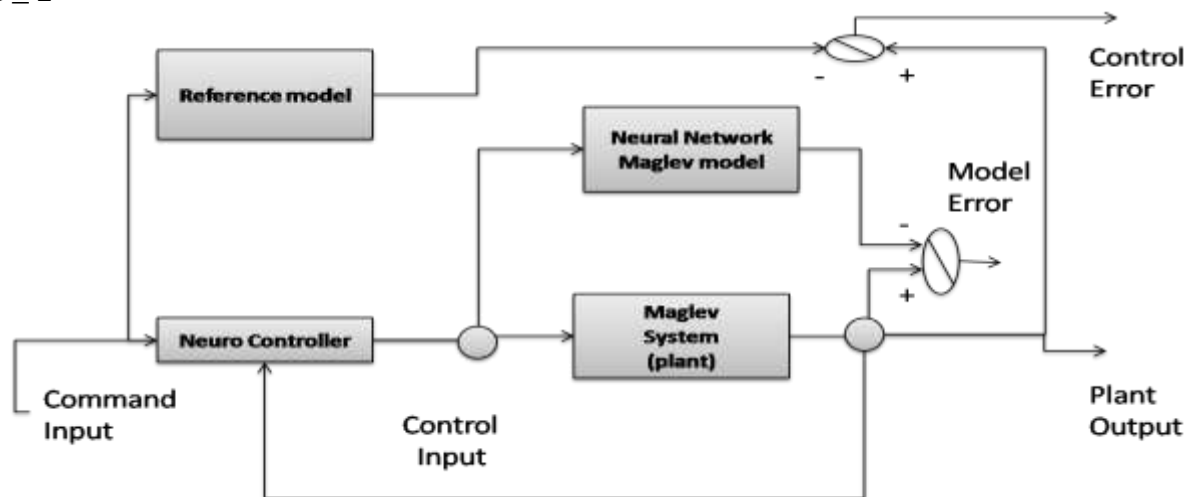 Control
Error
-
+
Reference model
Neural Network
Maglev model
Model
Error
-
+
Maglev
System
(plant)
Neuro Controller
Command
Input
Control
Input
Plant
Output